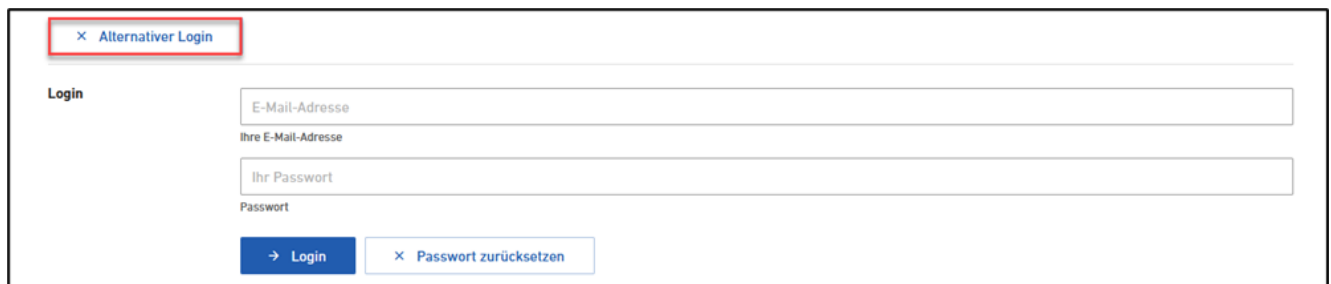 × Alternativer Login
Login
E-Mail-Adresse
Ihre E-Mail-Adresse
Ihr Passwort
Passwort
→ Login
× Passwort zurücksetzen